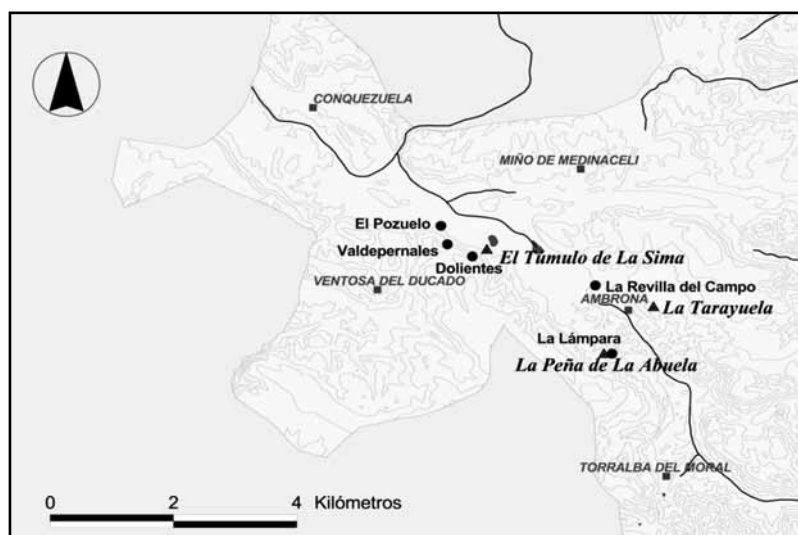 CONQUEZUELA
MIÑO DE MEDINACELI
El Pozuelo
Valdepernales
El Túmulo de La Sima
Dolientes
VENTOSA DEL DUCADO
La Revilla del Campo
AMBRONA
La Tarayuela
La Lámpara
La Peña de La Abuela
TORRALBA DEL MORAL
0 2 4 Kilómetros